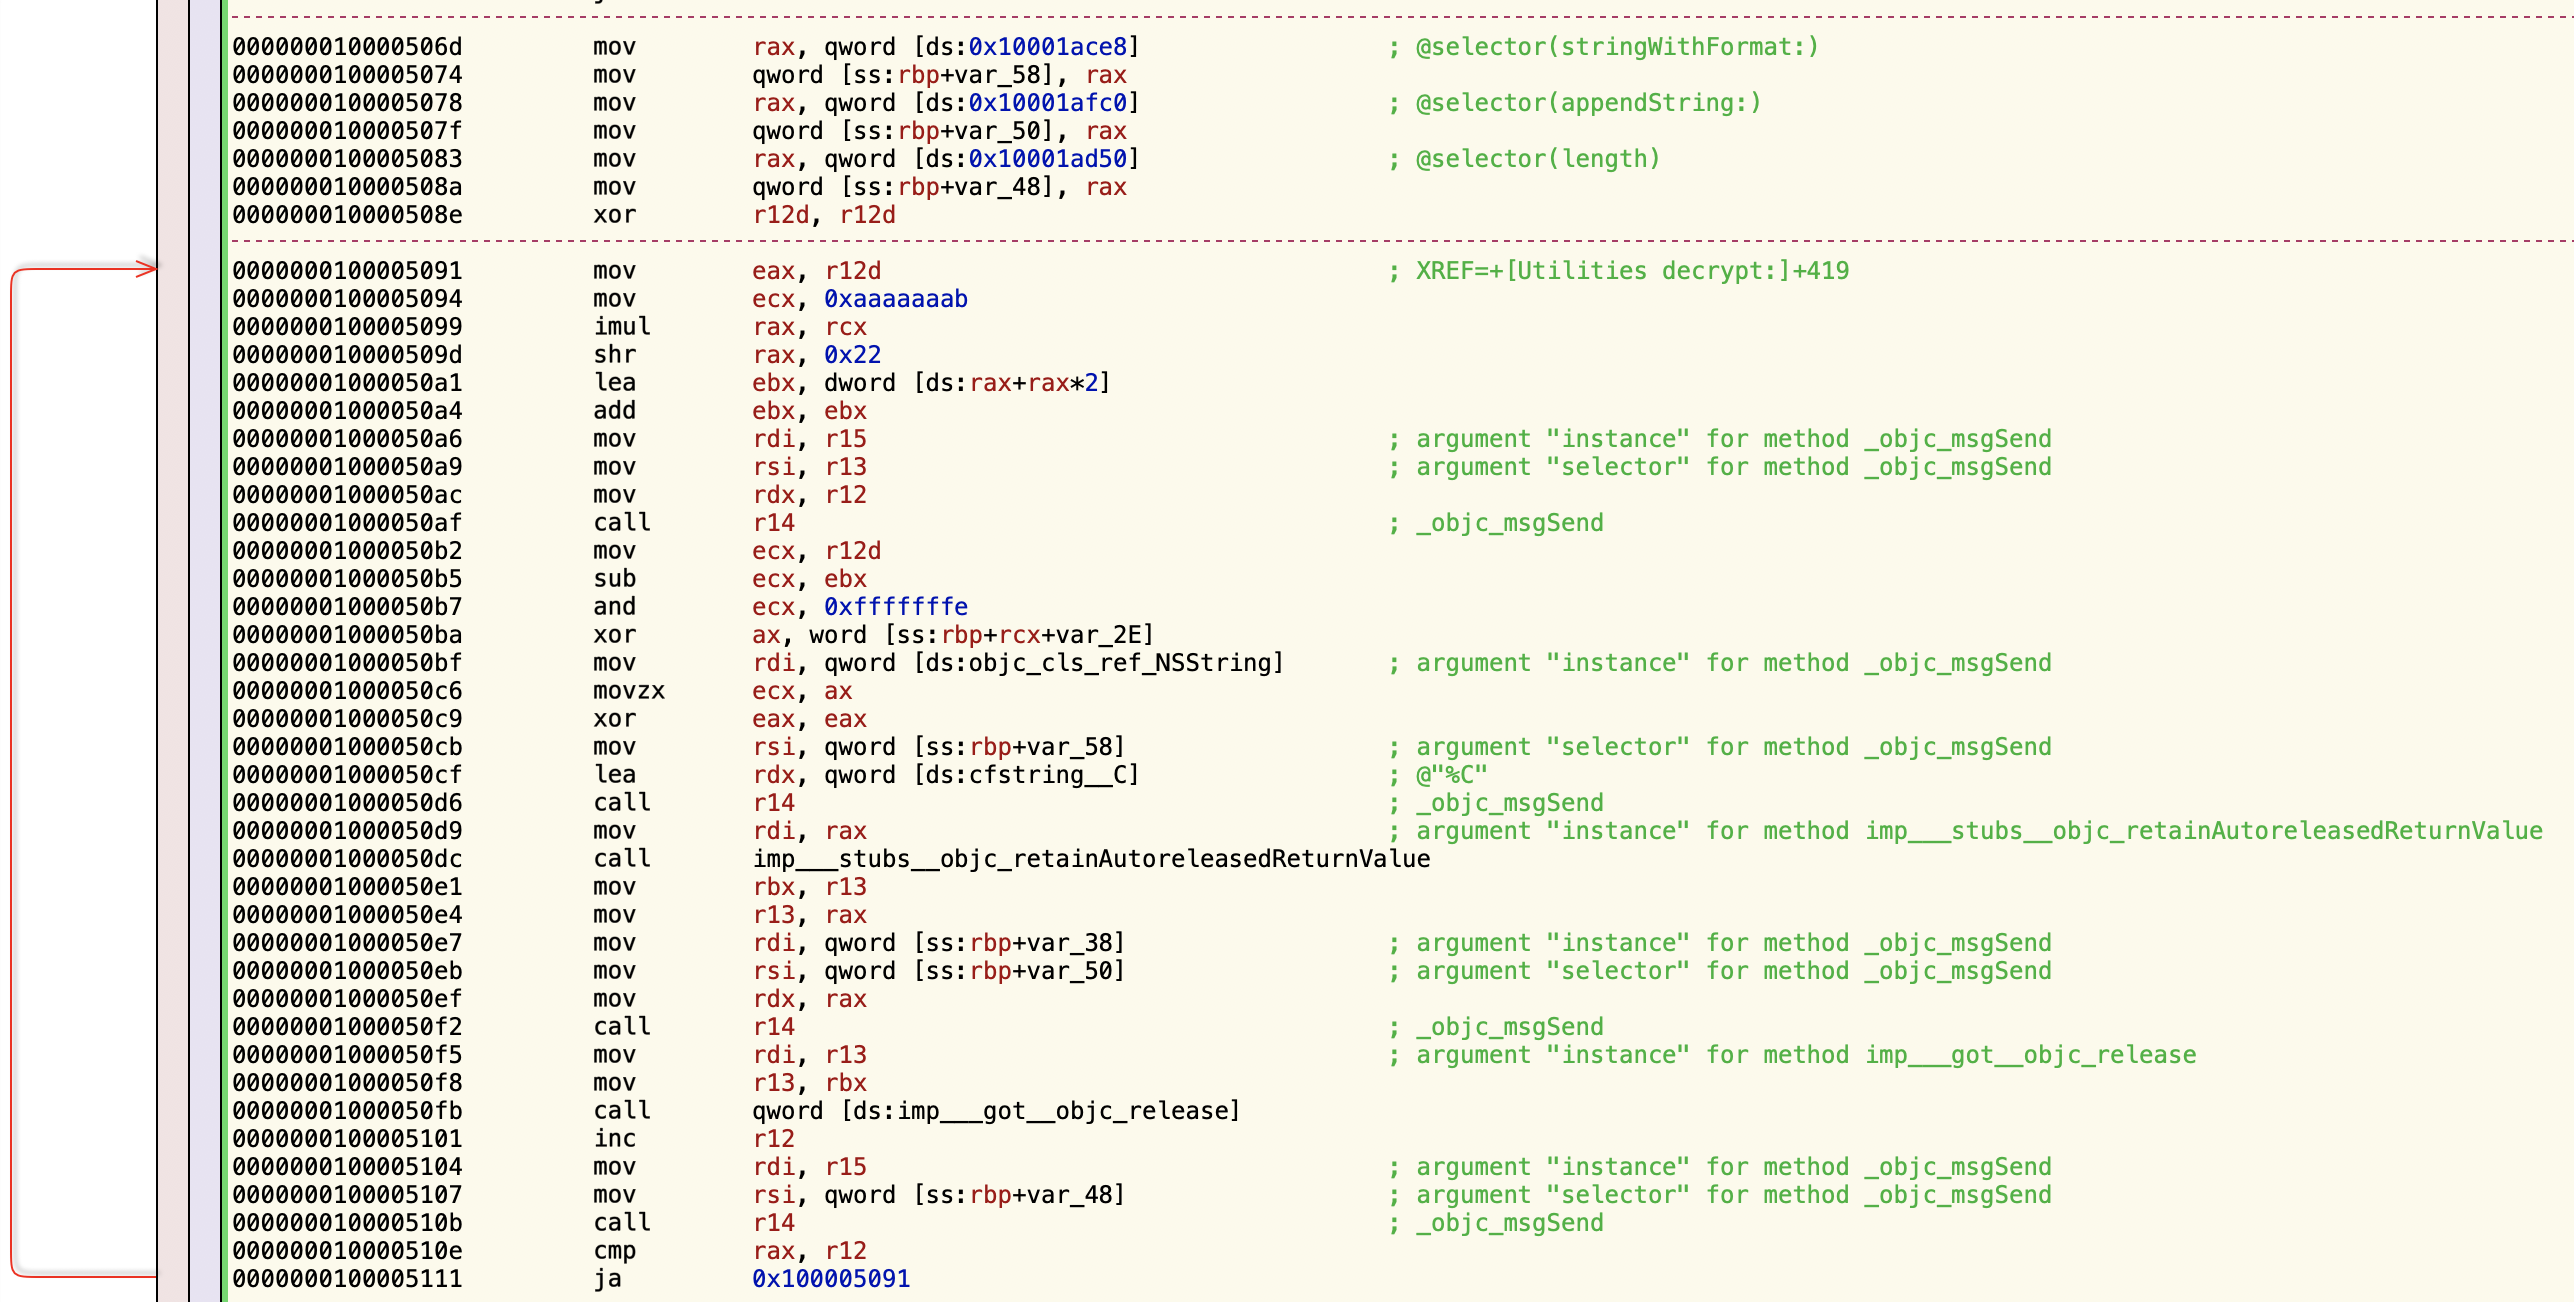 000000010000506d mov rax, qword [ds:0x10001ace8] ; @selector(stringWithFormat:)
0000000100005074 mov qword [ss:rbp+var_58], rax
0000000100005078 mov rax, qword [ds:0x10001afc0] ; @selector(appendString:)
000000010000507f mov qword [ss:rbp+var_50], rax
0000000100005083 mov rax, qword [ds:0x10001ad50] ; @selector(length)
000000010000508a mov qword [ss:rbp+var_48], rax
000000010000508e xor r12d, r12d
0000000100005091 mov eax, r12d ; XREF=+[Utilities decrypt:]+419
0000000100005094 mov ecx, 0xaaaaaaab
0000000100005099 imul rax, rcx
000000010000509d shr rax, 0x22
00000001000050a1 lea ebx, dword [ds:rax+rax*2]
00000001000050a4 add ebx, ebx
00000001000050a6 mov rdi, r15 ; argument "instance" for method _objc_msgSend
00000001000050a9 mov rsi, r13 ; argument "selector" for method _objc_msgSend
00000001000050ac mov rdx, r12
00000001000050af call r14 ; _objc_msgSend
00000001000050b2 mov ecx, r12d
00000001000050b5 sub ecx, ebx
00000001000050b7 and ecx, 0xfffffffe
00000001000050ba xor ax, word [ss:rbp+rcx+var_2E]
00000001000050bf mov rdi, qword [ds:objc_cls_ref_NSString] ; argument "instance" for method _objc_msgSend
00000001000050c6 movzx ecx, ax
00000001000050c9 xor eax, eax
00000001000050cb mov rsi, qword [ss:rbp+var_58] ; argument "selector" for method _objc_msgSend
00000001000050cf lea rdx, qword [ds:cfstring__C] ; @"%C"
00000001000050d6 call r14 ; _objc_msgSend
00000001000050d9 mov rdi, rax ; argument "instance" for method imp___stubs__objc_retainAutoreleasedReturnValue
00000001000050dc call imp___stubs__objc_retainAutoreleasedReturnValue
00000001000050e1 mov rbx, r13
00000001000050e4 mov r13, rax
00000001000050e7 mov rdi, qword [ss:rbp+var_38] ; argument "instance" for method _objc_msgSend
00000001000050eb mov rsi, qword [ss:rbp+var_50] ; argument "selector" for method _objc_msgSend
00000001000050ef mov rdx, rax
00000001000050f2 call r14 ; _objc_msgSend
00000001000050f5 mov rdi, r13 ; argument "instance" for method imp___got__objc_release
00000001000050f8 mov r13, rbx
00000001000050fb call qword [ds:imp___got__objc_release]
0000000100005101 inc r12
0000000100005104 mov rdi, r15 ; argument "instance" for method _objc_msgSend
0000000100005107 mov rsi, qword [ss:rbp+var_48] ; argument "selector" for method _objc_msgSend
000000010000510b call r14 ; _objc_msgSend
000000010000510e cmp rax, r12
0000000100005111 ja 0x100005091